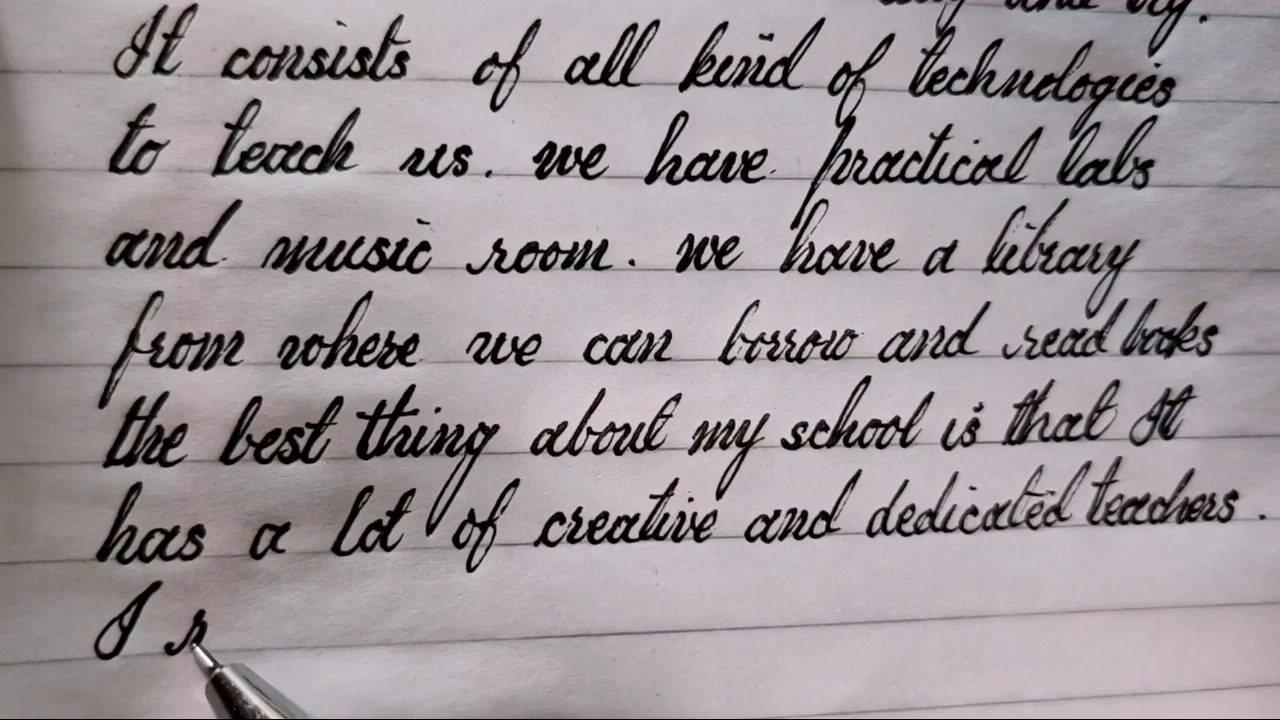 It consists of all kind of technologies
to teach us. we have practical labs
and music room. we have a library
from where we can borrow and read books
the best thing about my school is that It
has a lot of creative and dedicated teachers.
I